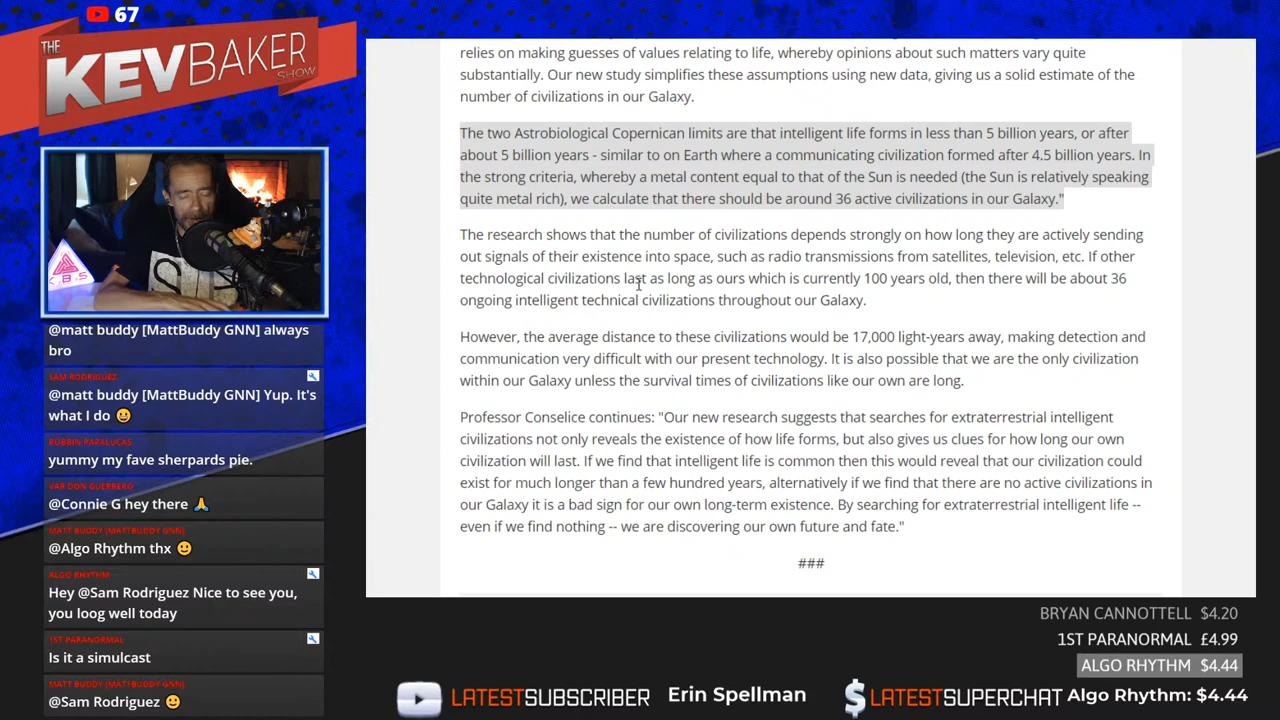 67
THE
KEVBAKER
SHOW
relies on making guesses of values relating to life, whereby opinions about such matters vary quite
substantially. Our new study simplifies these assumptions using new data, giving us a solid estimate of the
number of civilizations in our Galaxy.
The two Astrobiological Copernican limits are that intelligent life forms in less than 5 billion years, or after
about 5 billion years - similar to on Earth where a communicating civilization formed after 4.5 billion years. In
the strong criteria, whereby a metal content equal to that of the Sun is needed (the Sun is relatively speaking
quite metal rich), we calculate that there should be around 36 active civilizations in our Galaxy."
The research shows that the number of civilizations depends strongly on how long they are actively sending
out signals of their existence into space, such as radio transmissions from satellites, television, etc. If other
technological civilizations last as long as ours which is currently 100 years old, then there will be about 36
ongoing intelligent technical civilizations throughout our Galaxy.
However, the average distance to these civilizations would be 17,000 light-years away, making detection and
communication very difficult with our present technology. It is also possible that we are the only civilization
within our Galaxy unless the survival times of civilizations like our own are long.
Professor Conselice continues: "Our new research suggests that searches for extraterrestrial intelligent
civilizations not only reveals the existence of how life forms, but also gives us clues for how long our own
civilization will last. If we find that intelligent life is common then this would reveal that our civilization could
exist for much longer than a few hundred years, alternatively if we find that there are no active civilizations in
our Galaxy it is a bad sign for our own long-term existence. By searching for extraterrestrial intelligent life --
even if we find nothing -- we are discovering our own future and fate."
###
@matt buddy [MattBuddy GNN] always
bro
SAM RODRIGUEZ
@matt buddy [MattBuddy GNN] Yup. It's
what I do 😀
ROBBIN PAPALUCAS
yummy my fave sherpards pie.
VAR DON GUERRERO
@Connie G hey there 🙏
MATT BUDDY [MATTBUDDY GNN]
@Algo Rhythm thx 🙂
ALGO RHYTHM
Hey @Sam Rodriguez Nice to see you,
you loog well today
1ST PARANORMAL
Is it a simulcast
MATT BUDDY [MATTBUDDY GNN]
@Sam Rodriguez 🙂
BRYAN CANNOTTELL $4.20
1ST PARANORMAL £4.99
ALGO RHYTHM $4.44
LATESTSUBSCRIBER Erin Spellman
$ LATESTSUPERCHAT Algo Rhythm: $4.44